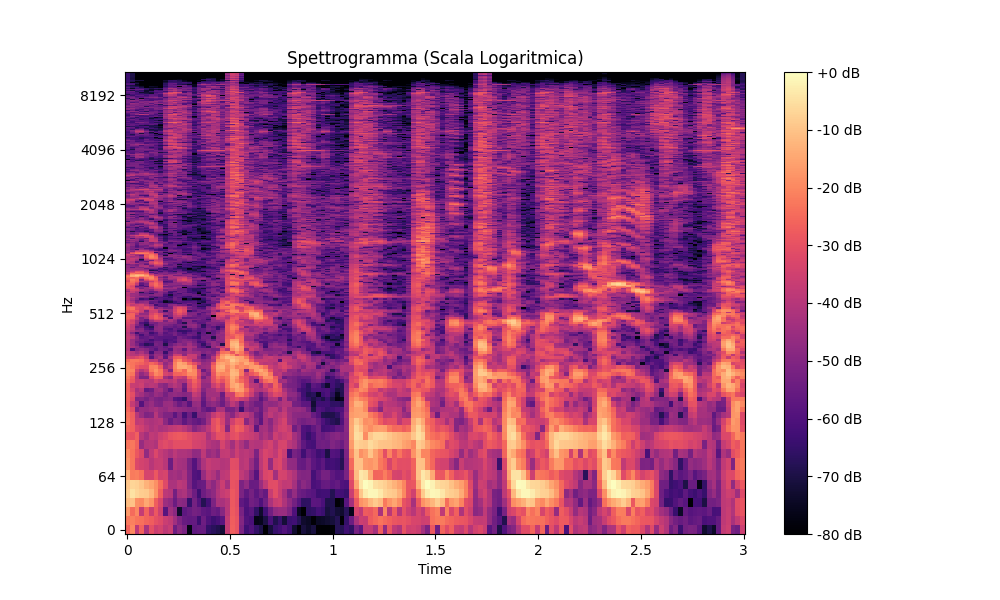 Spettrogramma (Scala Logaritmica)
8192
4096
2048
1024
512
256
128
64
0
Hz
0
0.5
1
1.5
2
2.5
3
Time
+0 dB
-10 dB
-20 dB
-30 dB
-40 dB
-50 dB
-60 dB
-70 dB
-80 dB